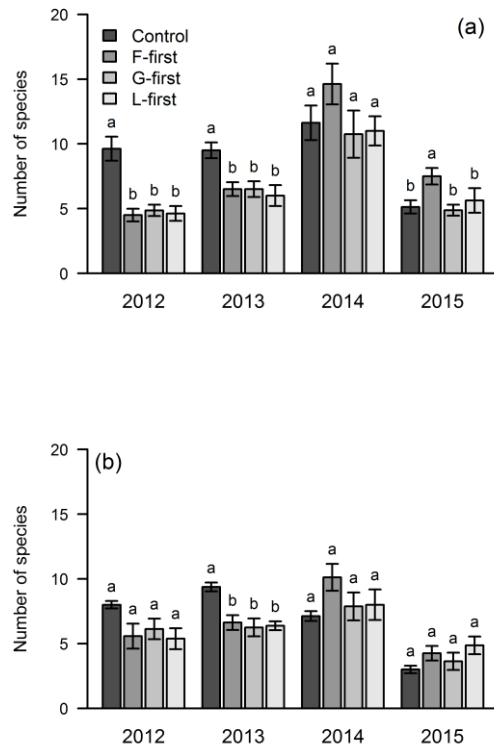 20
(a)
Control
F-first
G-first
L-first
Number of species
15
10
5
0
a b b b
a b b b
a a a a
b a b b
2012 2013 2014 2015
20
(b)
Number of species
15
10
5
0
a a a a
a b b b
a a a a
a a a a
2012 2013 2014 2015